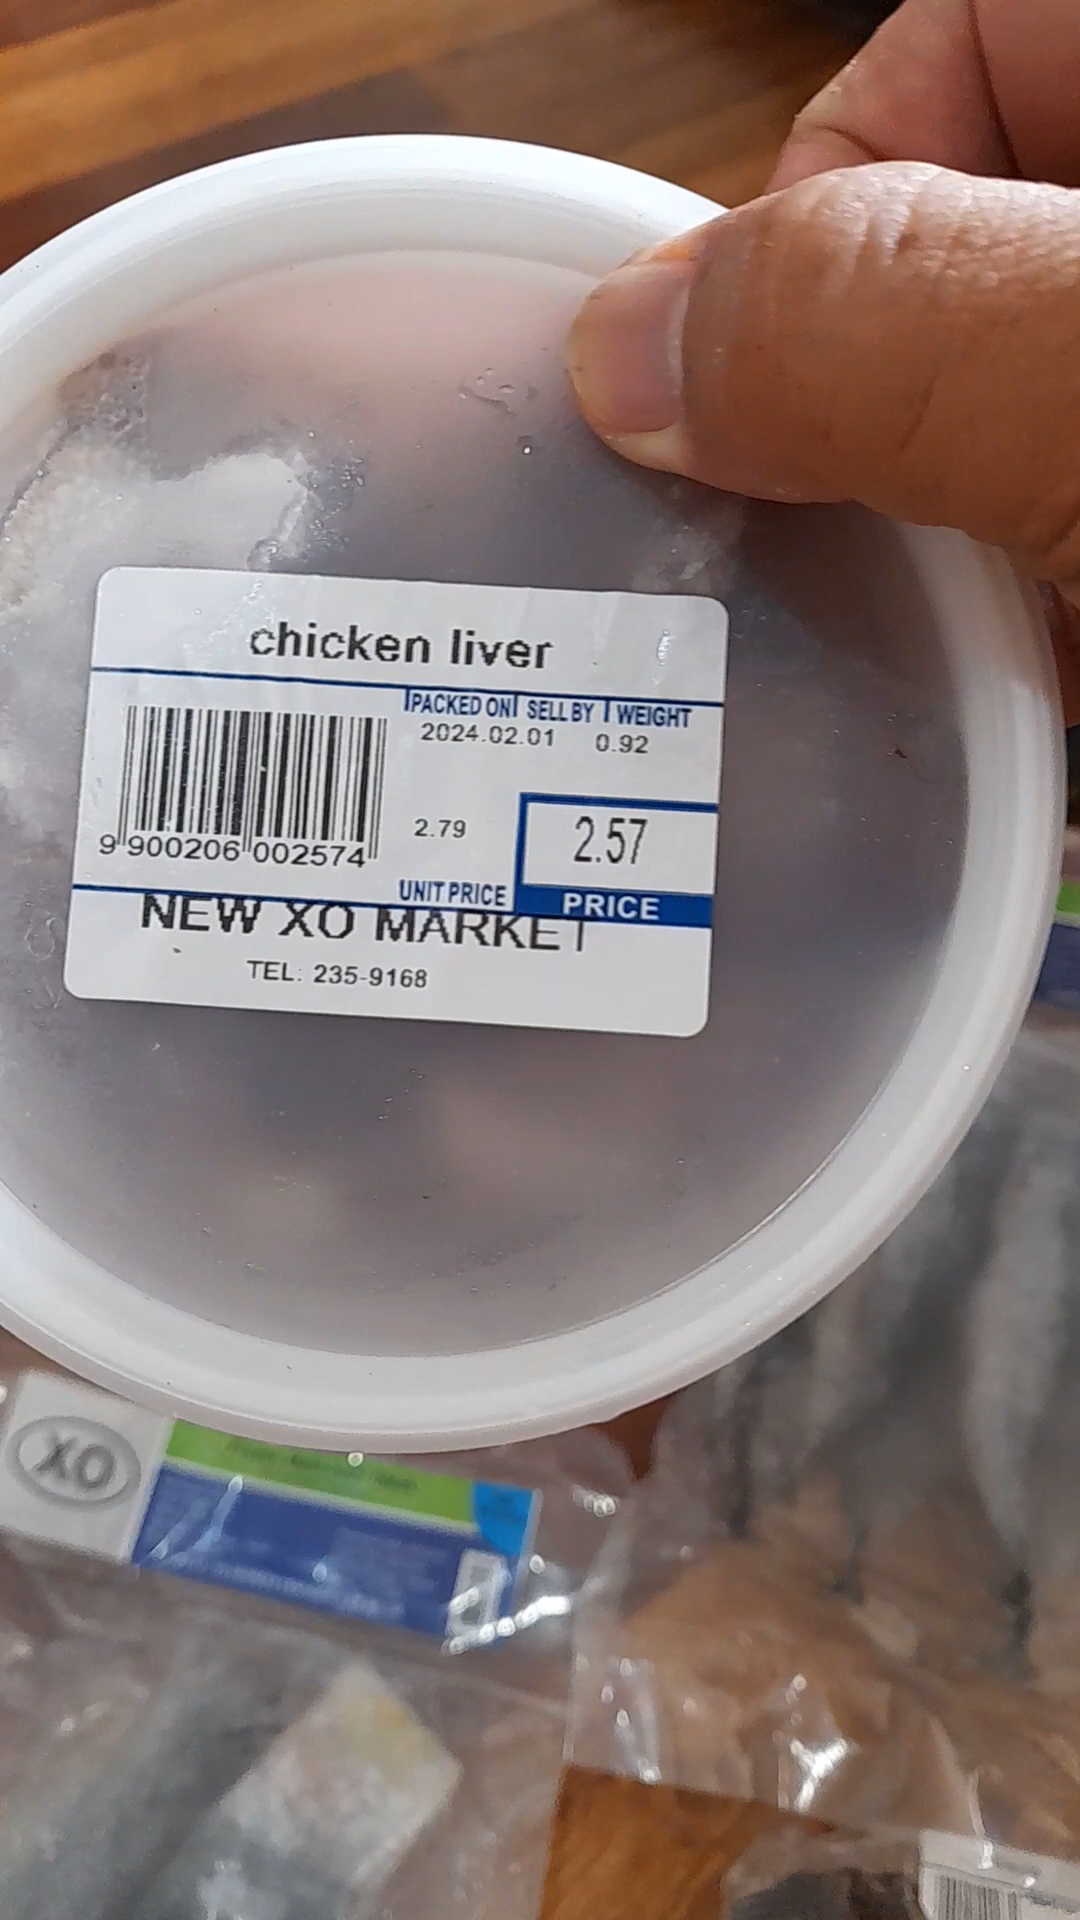 chicken liver
PACKED ON SELL BY WEIGHT
2024.02.01 0.92
9 900206 002574
2.79
2.57
UNIT PRICE
PRICE
NEW XO MARKET
TEL: 235-9168
XO